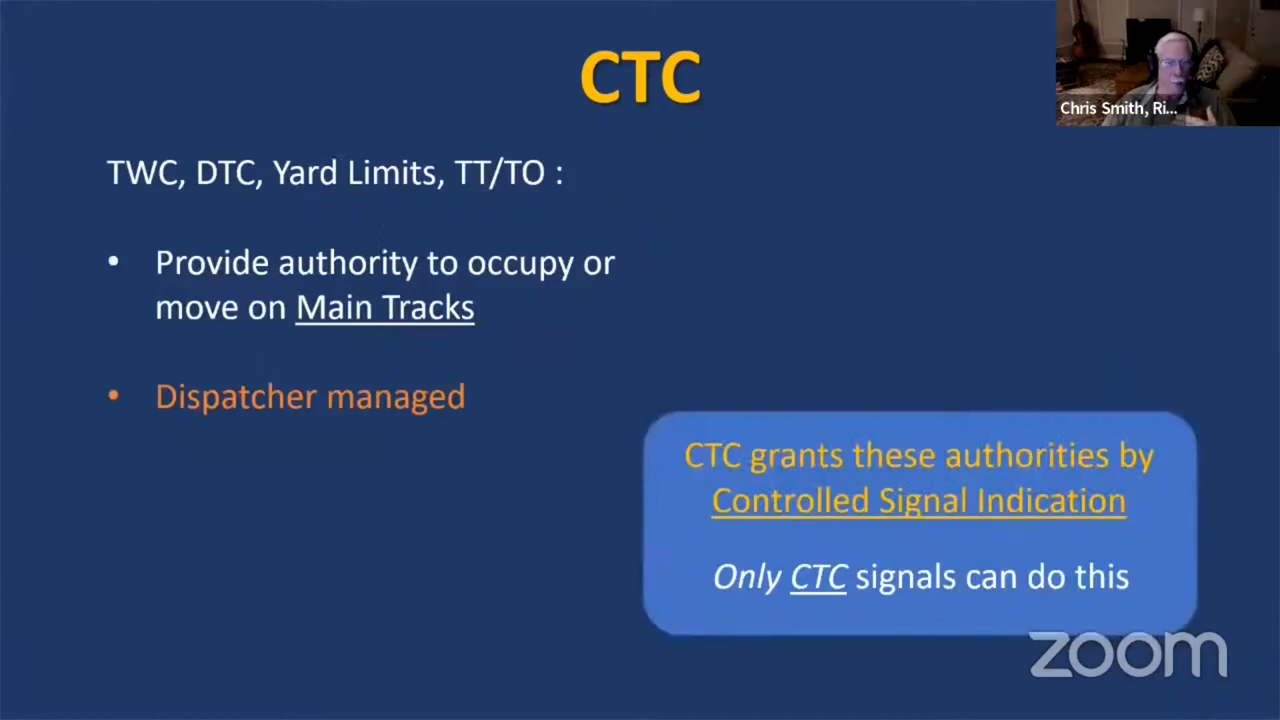 CTC
Chris Smith, Ri...
TWC, DTC, Yard Limits, TT/TO :
• Provide authority to occupy or
move on Main Tracks
• Dispatcher managed
CTC grants these authorities by
Controlled Signal Indication
Only CTC signals can do this
zoom